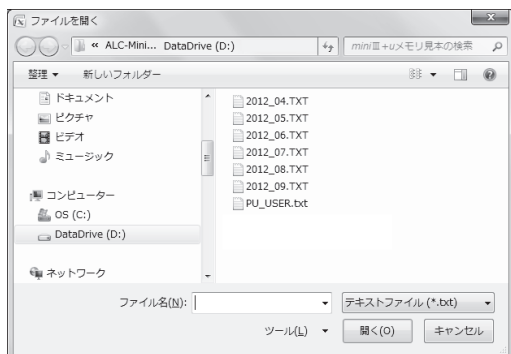 ファイルを開く
« ALC-Mini... DataDrive (D:)
miniⅢ+uメモリ見本の検索
整理 ▼ 新しいフォルダー
ドキュメント
ピクチャ
ビデオ
ミュージック
コンピューター
OS (C:)
DataDrive (D:)
ネットワーク
2012_04.TXT
2012_05.TXT
2012_06.TXT
2012_07.TXT
2012_08.TXT
2012_09.TXT
PU_USER.txt
ファイル名(N):
テキストファイル (*.txt)
ツール(L) ▼
開く(O)
キャンセル